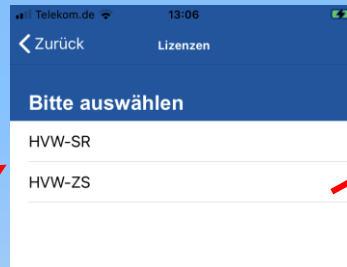 Telekom.de 13:06
Zurück Lizenzen
Bitte auswählen
HVW-SR
HVW-ZS